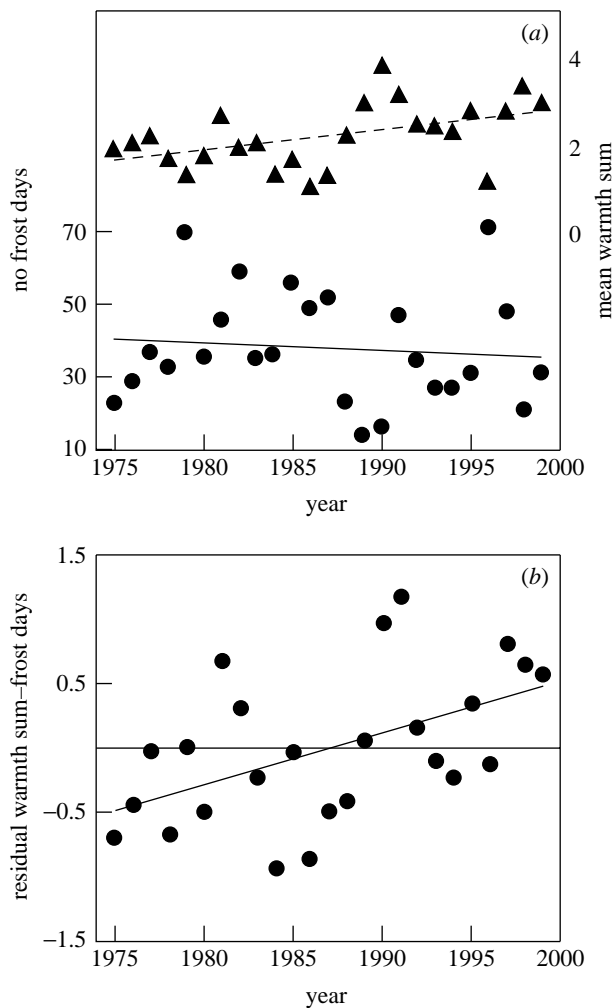 (a)
4
2
0
mean warmth sum
no frost days
70
50
30
10
1975 1980 1985 1990 1995 2000
year
(b)
1.5
0.5
−0.5
−1.5
residual warmth sum–frost days
1975 1980 1985 1990 1995 2000
year